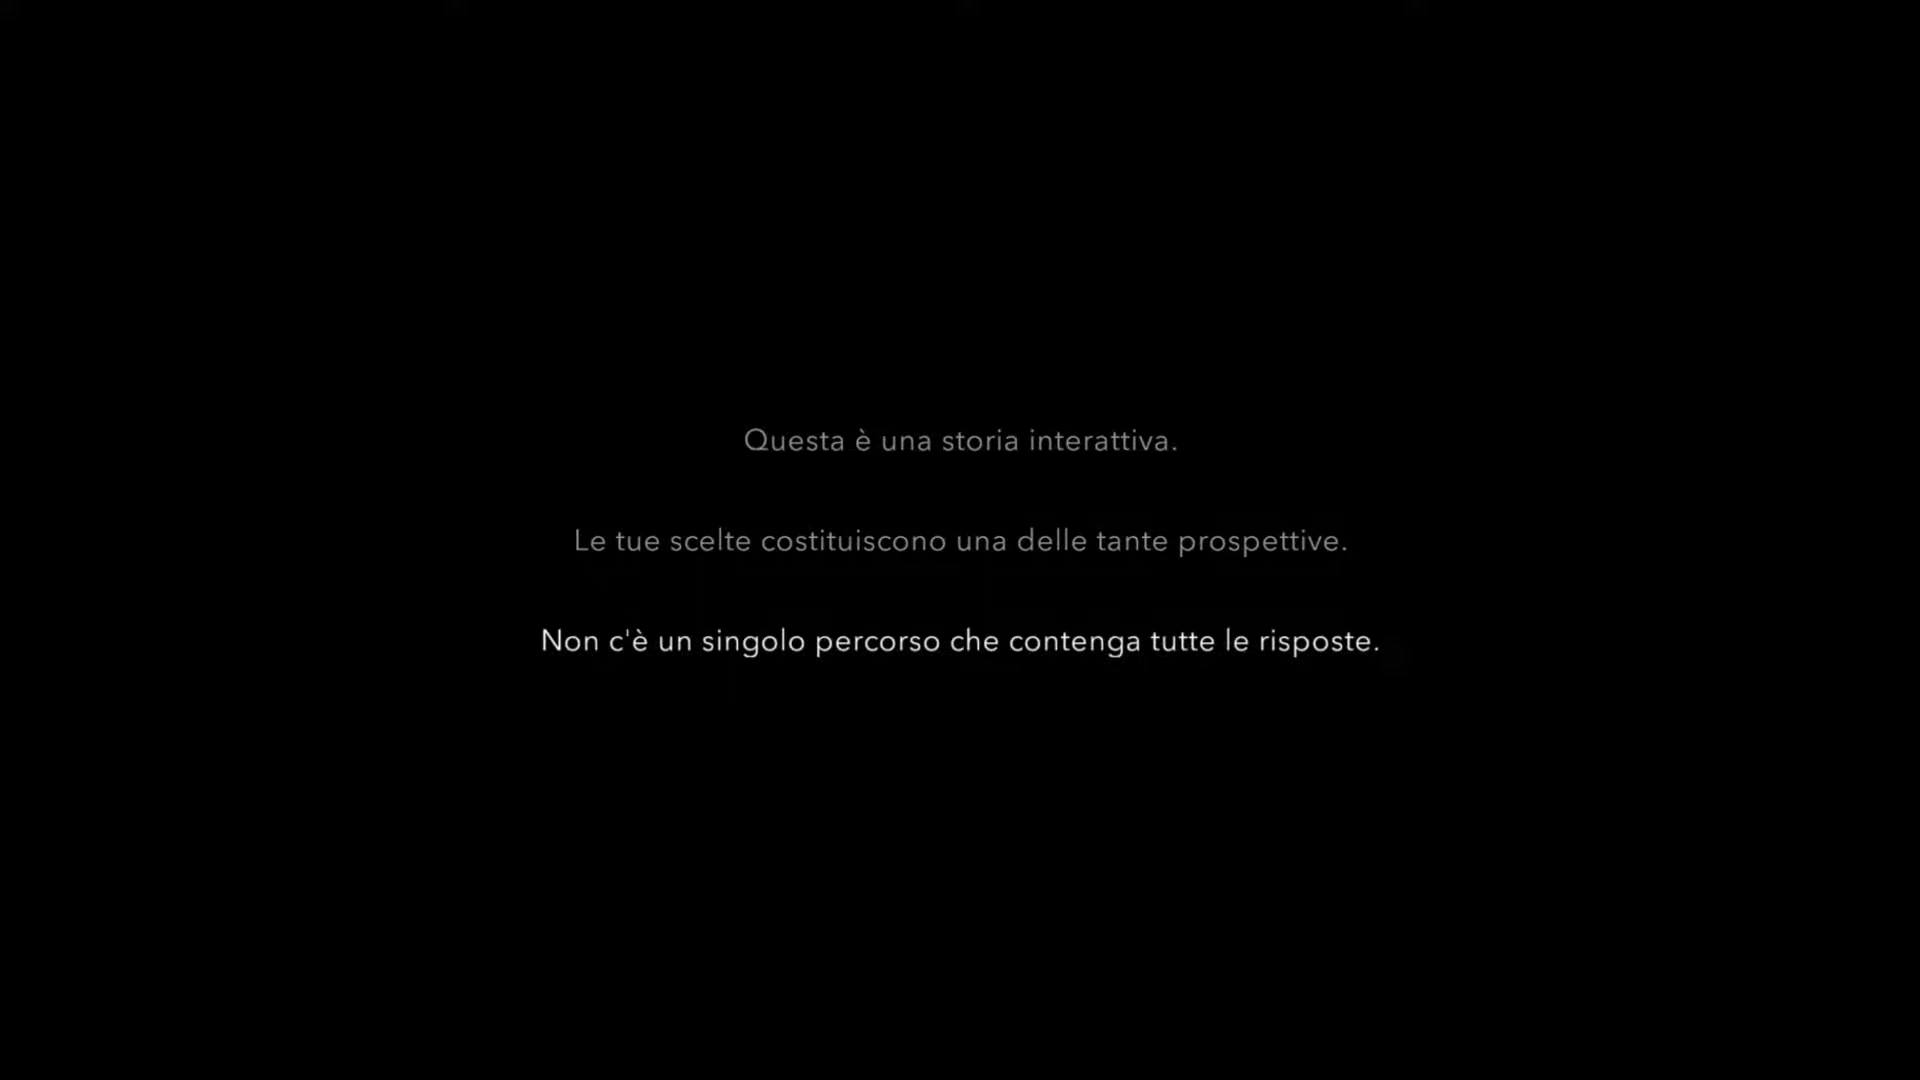 Questa è una storia interattiva.
Le tue scelte costituiscono una delle tante prospettive.
Non c'è un singolo percorso che contenga tutte le risposte.